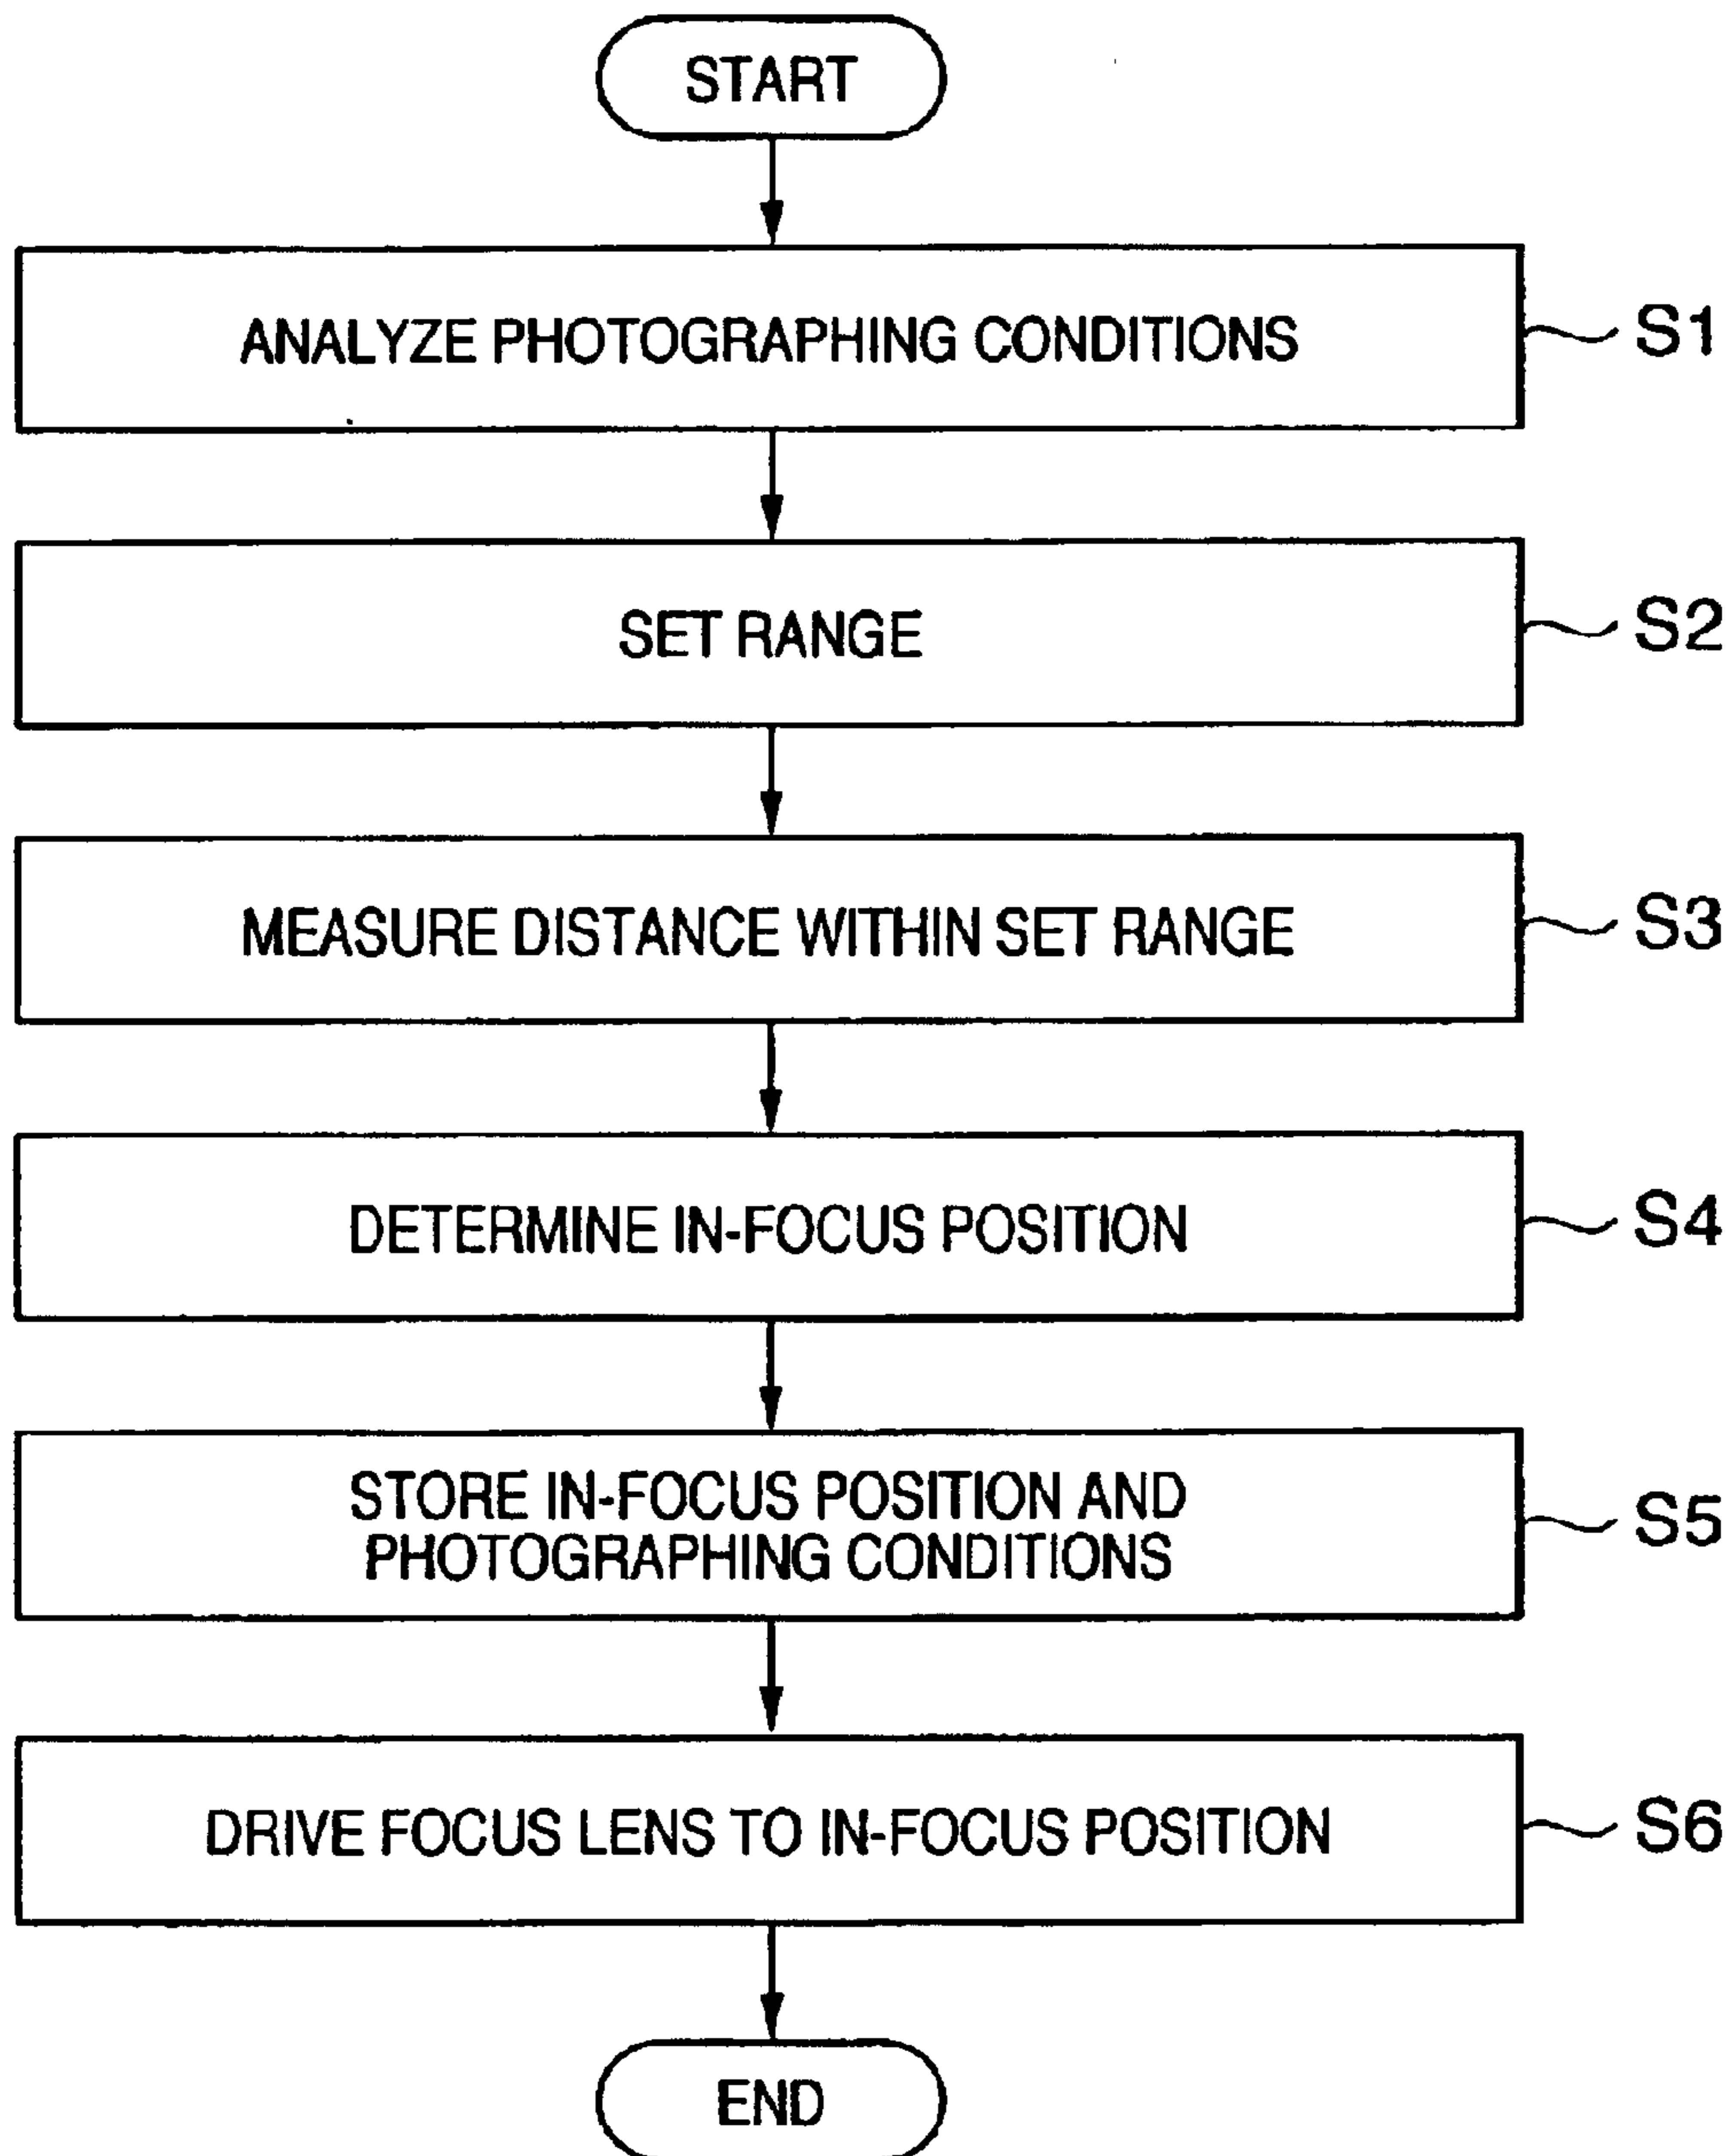 START
ANALYZE PHOTOGRAPHING CONDITIONS
S1
SET RANGE
S2
MEASURE DISTANCE WITHIN SET RANGE
S3
DETERMINE IN-FOCUS POSITION
S4
STORE IN-FOCUS POSITION AND
PHOTOGRAPHING CONDITIONS
S5
DRIVE FOCUS LENS TO IN-FOCUS POSITION
S6
END